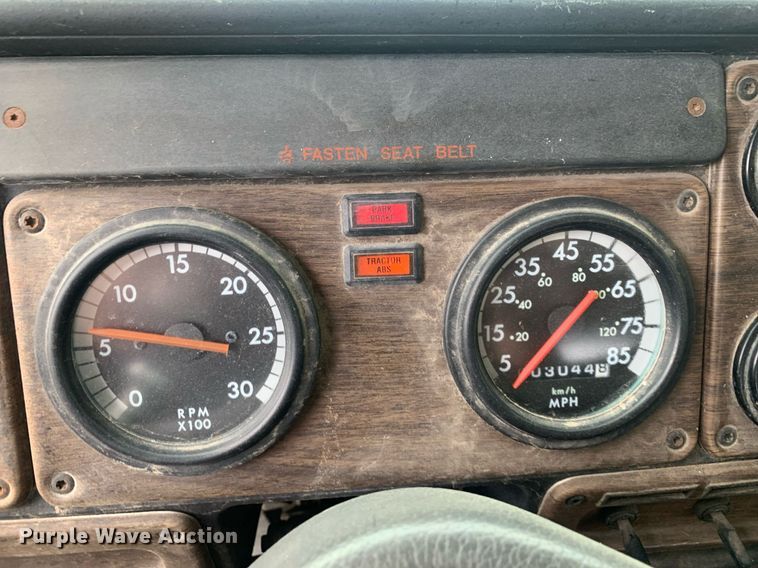 FASTEN SEAT BELT
PARK BRAKE
TRACTOR ABS
0 5 10 15 20 25 30
RPM
X100
5 15 25 35 45 55 65 75 85
20 40 60 80 100 120
km/h
MPH
Purple Wave Auction